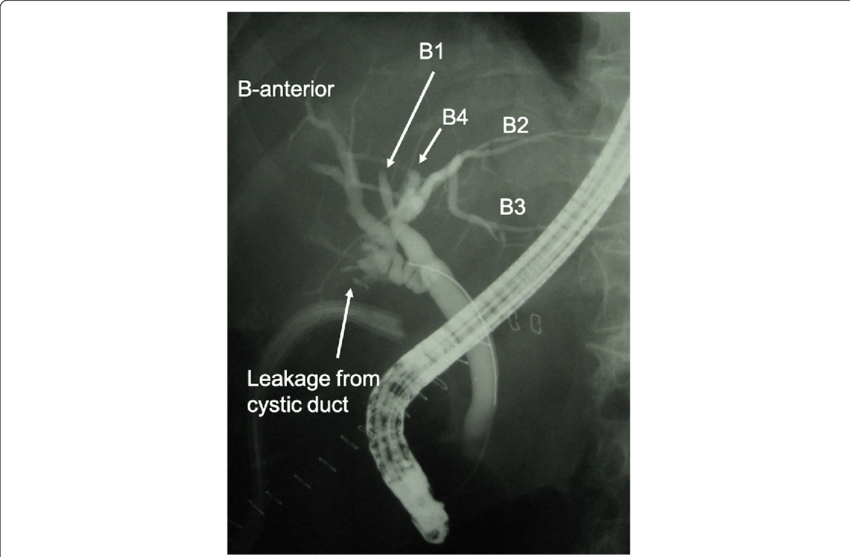 B1
B-anterior
B4
B2
B3
Leakage from
cystic duct